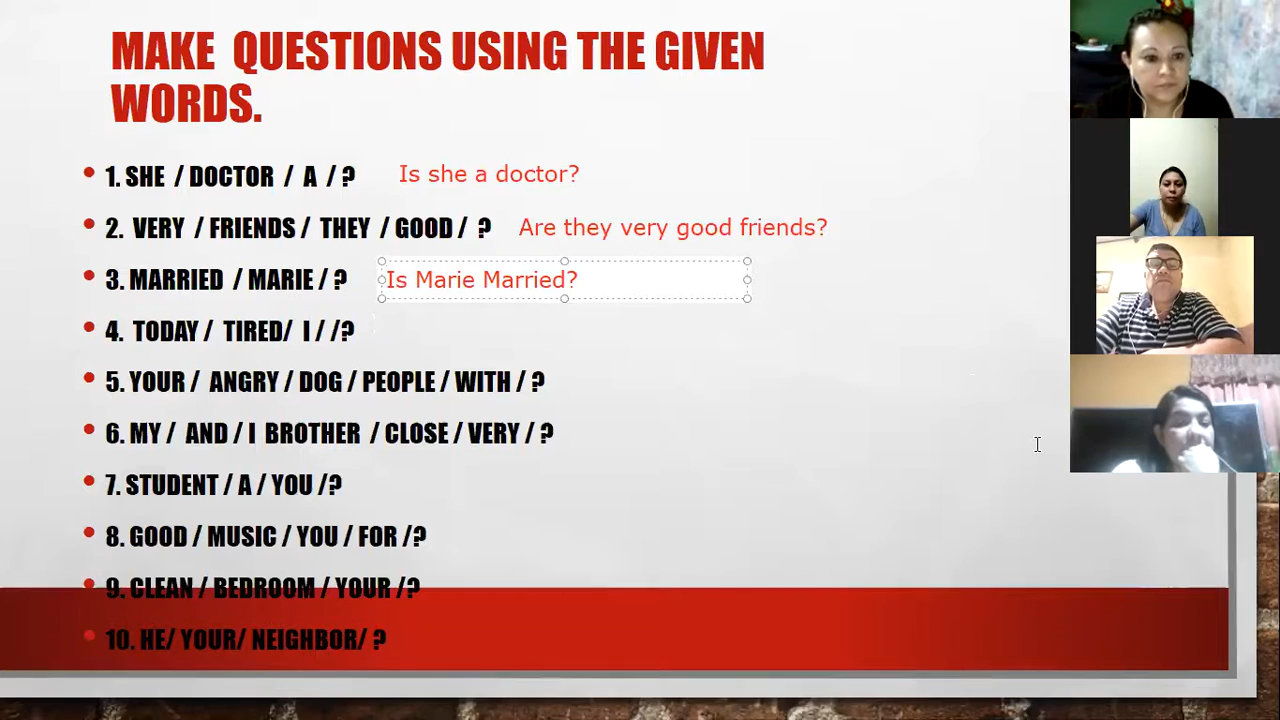 MAKE QUESTIONS USING THE GIVEN
WORDS.
• 1. SHE / DOCTOR / A / ? Is she a doctor?
• 2. VERY / FRIENDS / THEY / GOOD / ? Are they very good friends?
• 3. MARRIED / MARIE / ? Is Marie Married?
• 4. TODAY / TIRED/ I / /?
• 5. YOUR / ANGRY / DOG / PEOPLE / WITH / ?
• 6. MY / AND / I BROTHER / CLOSE / VERY / ?
• 7. STUDENT / A / YOU /?
• 8. GOOD / MUSIC / YOU / FOR /?
• 9. CLEAN / BEDROOM / YOUR /?
• 10. HE/ YOUR/ NEIGHBOR/ ?